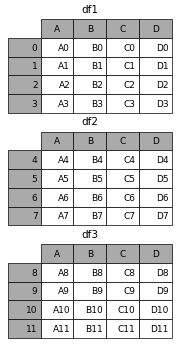 df1
A B C D
0 A0 B0 C0 D0
1 A1 B1 C1 D1
2 A2 B2 C2 D2
3 A3 B3 C3 D3
df2
A B C D
4 A4 B4 C4 D4
5 A5 B5 C5 D5
6 A6 B6 C6 D6
7 A7 B7 C7 D7
df3
A B C D
8 A8 B8 C8 D8
9 A9 B9 C9 D9
10 A10 B10 C10 D10
11 A11 B11 C11 D11